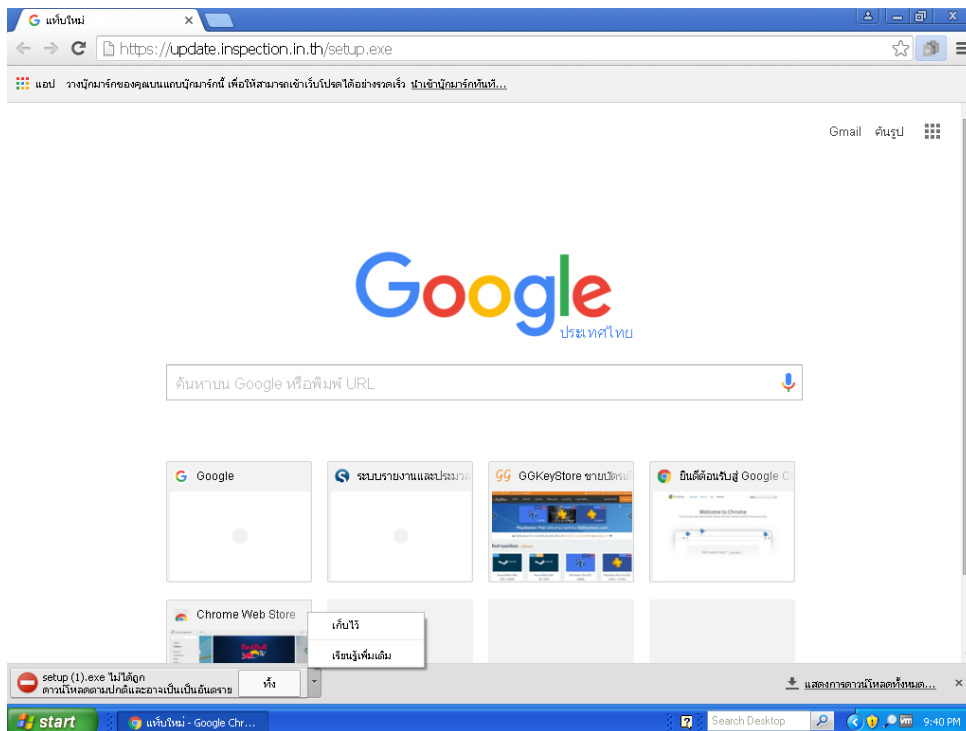 แท็บใหม่
https://update.inspection.in.th/setup.exe
แอป วางบุ๊กมาร์กของคุณบนแถบบุ๊กมาร์กนี้ เพื่อให้สามารถเข้าเว็บโปรดได้อย่างรวดเร็ว นำเข้าบุ๊กมาร์กทันที...
Gmail ค้นรูป
Google
ประเทศไทย
ค้นหาบน Google หรือพิมพ์ URL
Google
ระบบรายงานและประมวล
GGKeyStore ขายบัตรเติ
ยินดีต้อนรับสู่ Google C
Welcome to Chrome
Chrome Web Store
Red Bull
เก็บไว้
เรียนรู้เพิ่มเติม
setup (1).exe ไม่ได้ถูก
ดาวน์โหลดตามปกติและอาจเป็นเป็นอันตราย
ทิ้ง
แสดงการดาวน์โหลดทั้งหมด...
start
แท็บใหม่ - Google Chr...
Search Desktop
9:40 PM